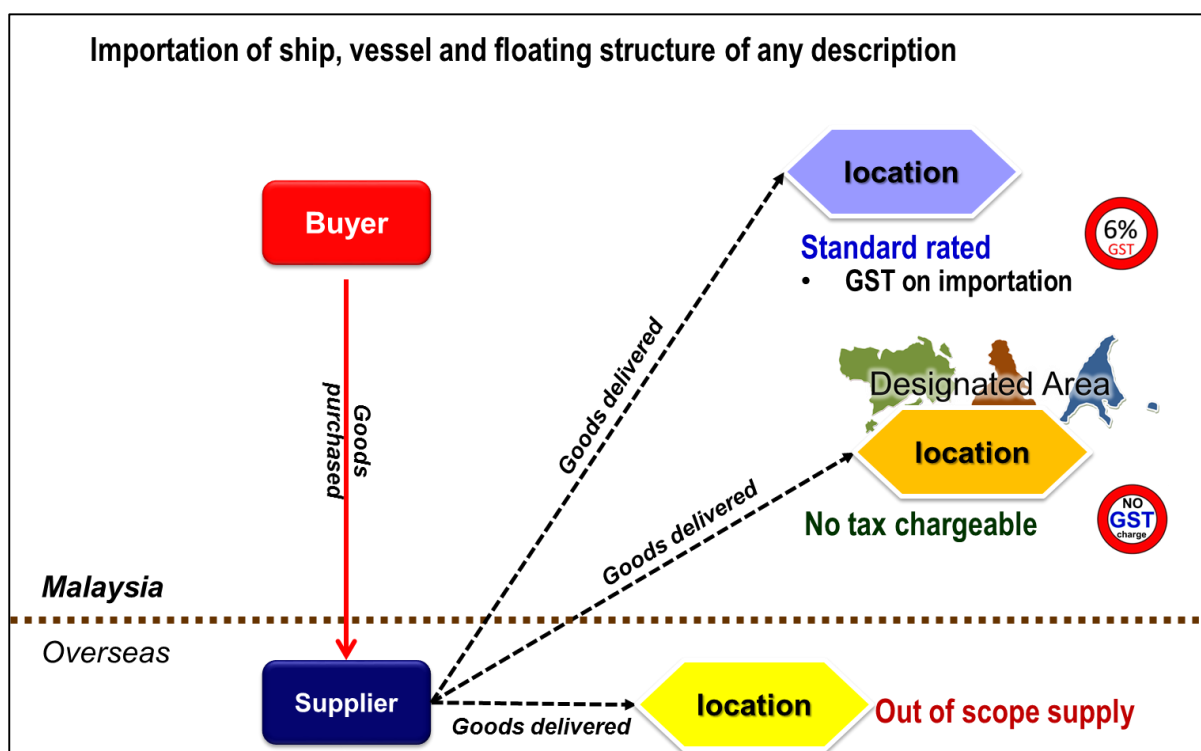 Importation of ship, vessel and floating structure of any description
location
Buyer
Standard rated
6%
GST
• GST on importation
Goods delivered
Designated Area
Goods
purchased
location
Goods delivered
No tax chargeable
NO
GST
charge
Malaysia
Overseas
Supplier
Goods delivered
location
Out of scope supply